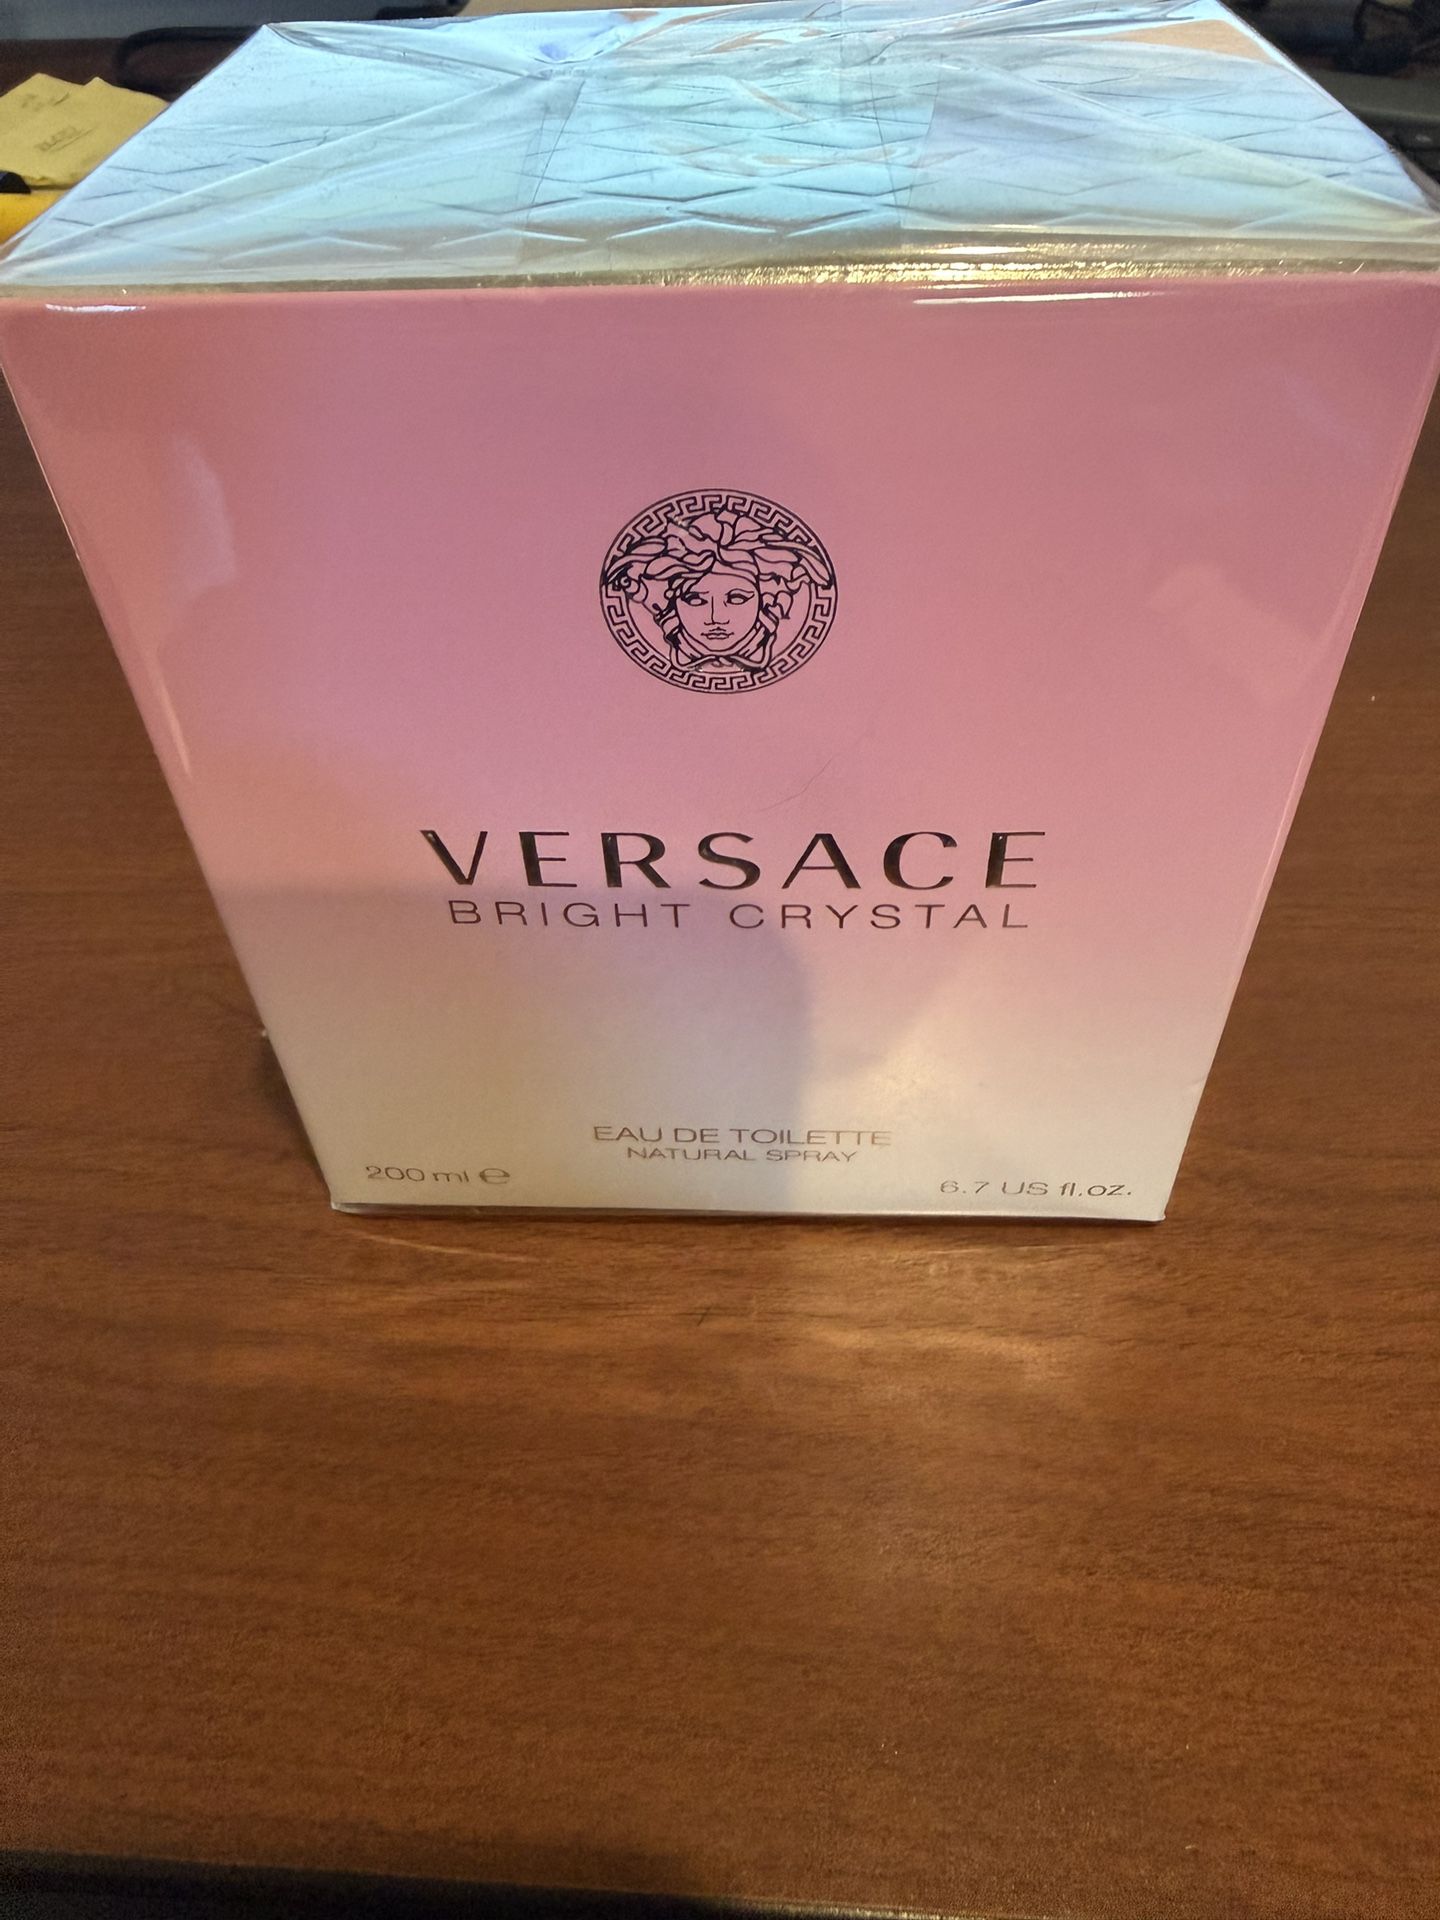 VERSACE
BRIGHT CRYSTAL
EAU DE TOILETTE
NATURAL SPRAY
200 ml ℮
6.7 US fl.oz.